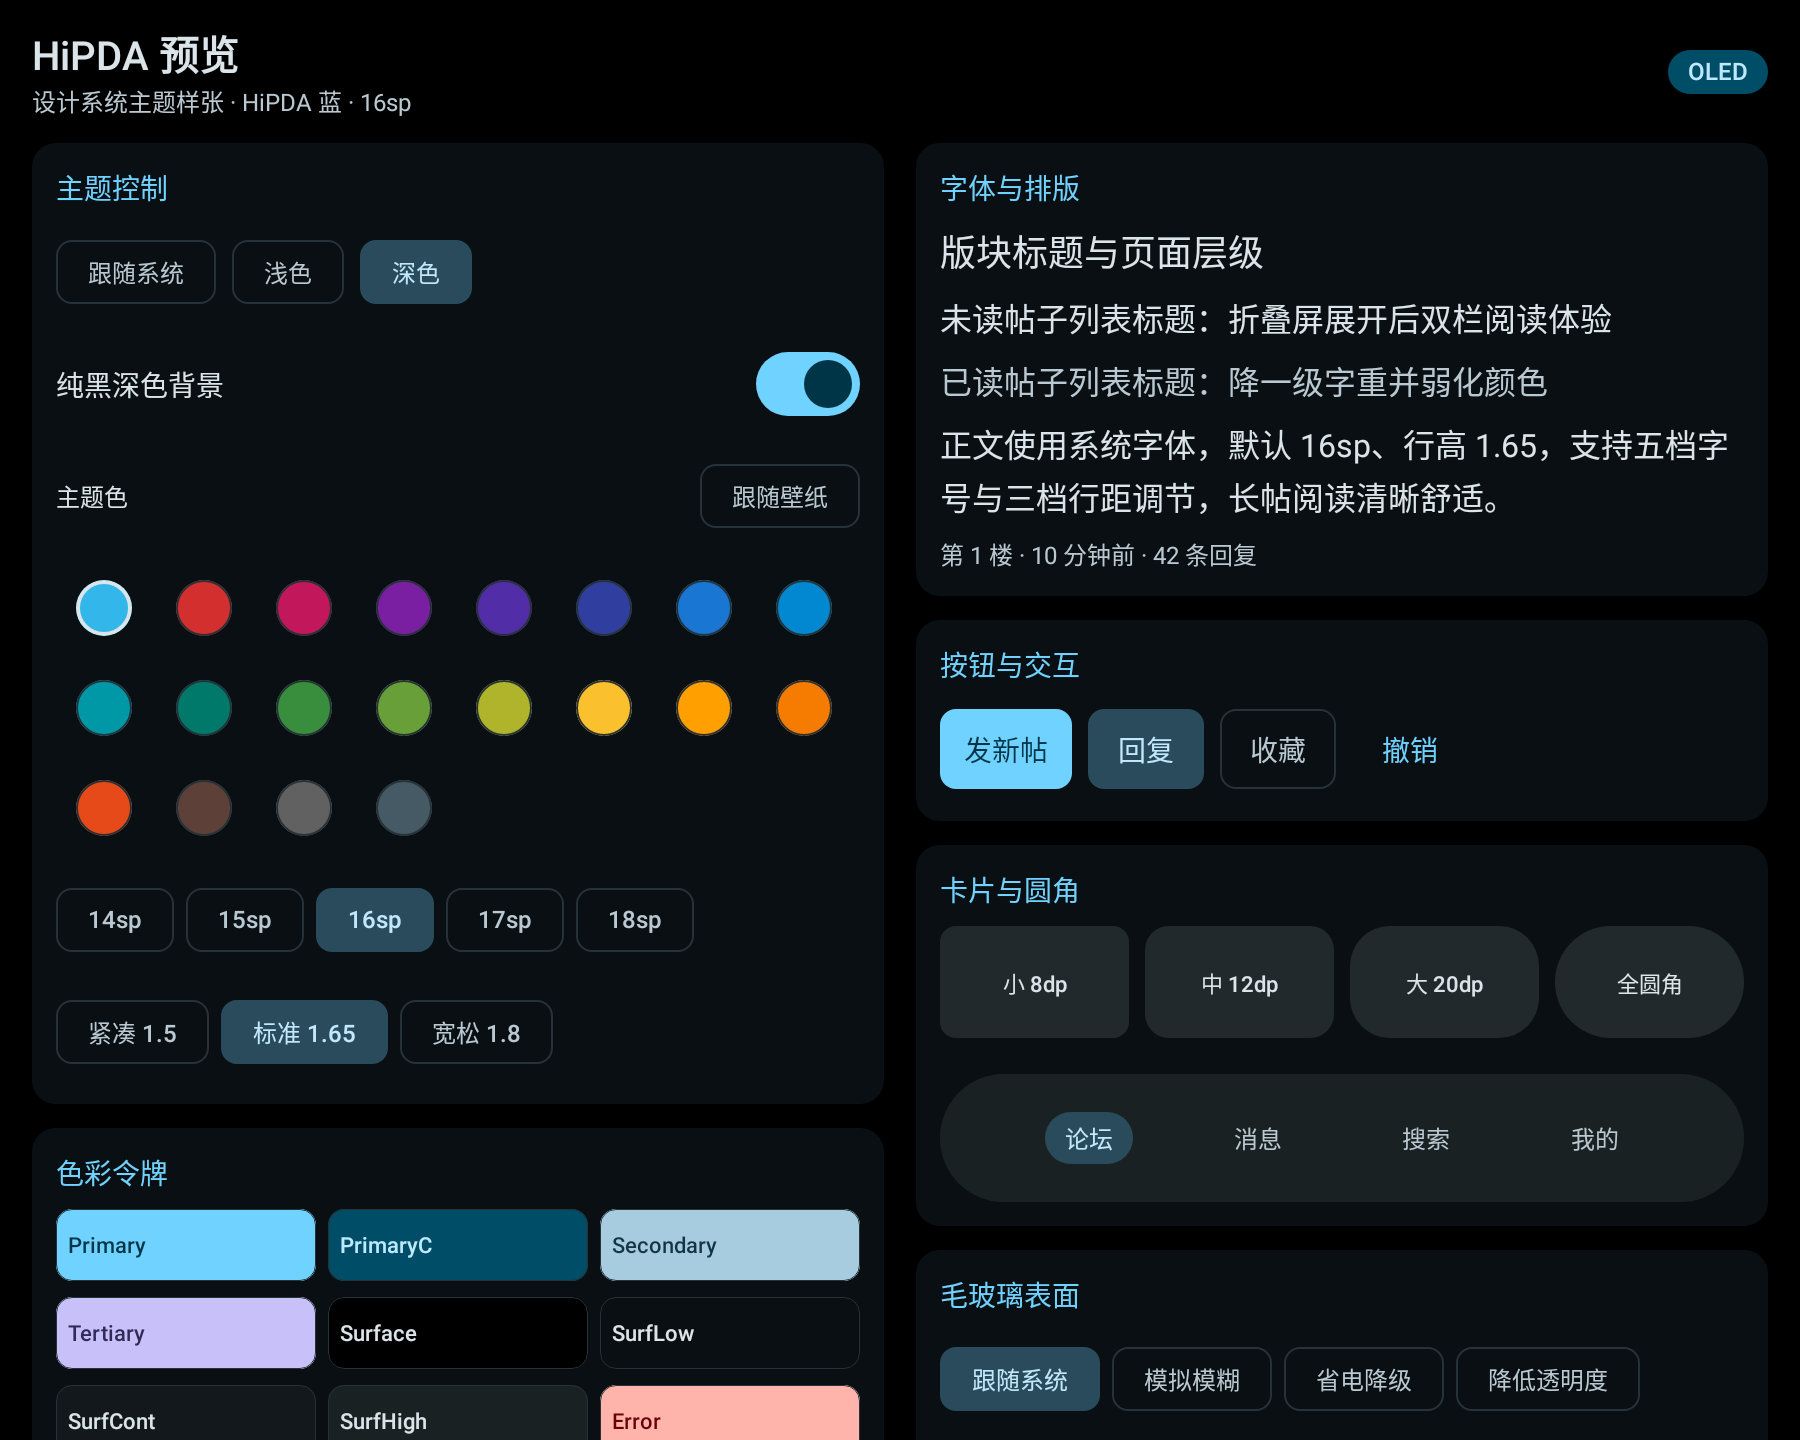 HiPDA 预览
设计系统主题样张 · HiPDA 蓝 · 16sp
OLED
主题控制
跟随系统
浅色
深色
纯黑深色背景
主题色
跟随壁纸
14sp
15sp
16sp
17sp
18sp
紧凑 1.5
标准 1.65
宽松 1.8
色彩令牌
Primary
PrimaryC
Secondary
Tertiary
Surface
SurfLow
SurfCont
SurfHigh
Error
字体与排版
版块标题与页面层级
未读帖子列表标题：折叠屏展开后双栏阅读体验
已读帖子列表标题：降一级字重并弱化颜色
正文使用系统字体，默认 16sp、行高 1.65，支持五档字
号与三档行距调节，长帖阅读清晰舒适。
第 1 楼 · 10 分钟前 · 42 条回复
按钮与交互
发新帖
回复
收藏
撤销
卡片与圆角
小 8dp
中 12dp
大 20dp
全圆角
论坛
消息
搜索
我的
毛玻璃表面
跟随系统
模拟模糊
省电降级
降低透明度